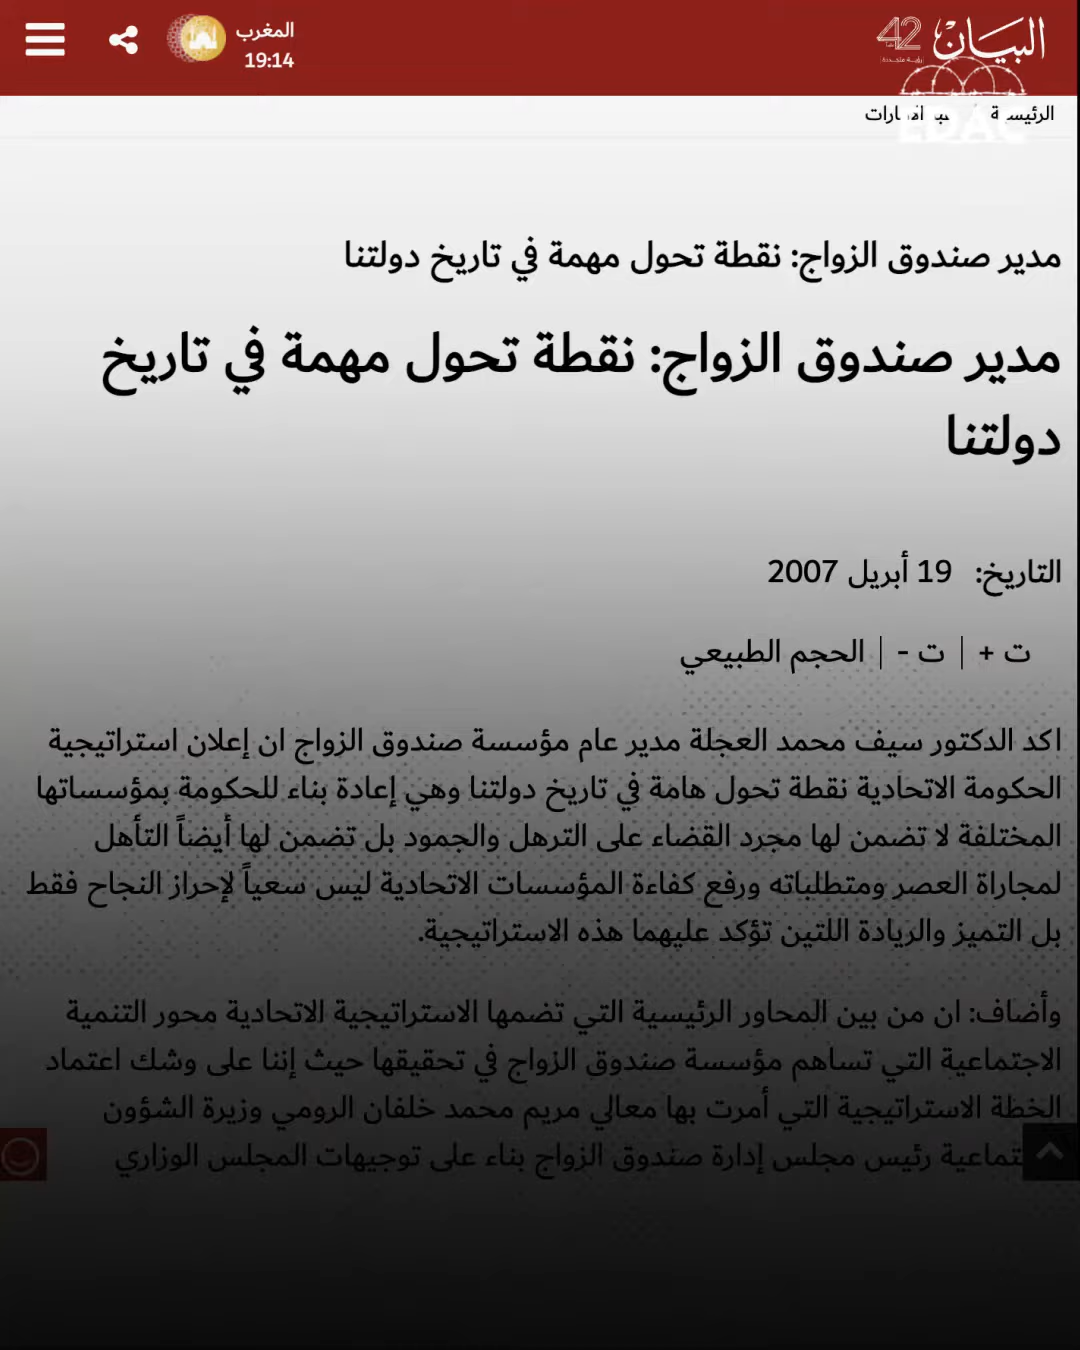 البيان
42
المغرب
19:14
EDAC
الرئيسية
مدير صندوق الزواج: نقطة تحول مهمة في تاريخ دولتنا
مدير صندوق الزواج: نقطة تحول مهمة في تاريخ
دولتنا
التاريخ: 19 أبريل 2007
ت + | ت - | الحجم الطبيعي
اكد الدكتور سيف محمد العجلة مدير عام مؤسسة صندوق الزواج ان إعلان استراتيجية
الحكومة الاتحادية نقطة تحول هامة في تاريخ دولتنا وهي إعادة بناء للحكومة بمؤسساتها
المختلفة لا تضمن لها مجرد القضاء على الترهل والجمود بل تضمن لها أيضاً التأهل
لمجاراة العصر ومتطلباته ورفع كفاءة المؤسسات الاتحادية ليس سعياً لإحراز النجاح فقط
بل التميز والريادة اللتين تؤكد عليهما هذه الاستراتيجية.
وأضاف: ان من بين المحاور الرئيسية التي تضمها الاستراتيجية الاتحادية محور التنمية
الاجتماعية التي تساهم مؤسسة صندوق الزواج في تحقيقها حيث إننا على وشك اعتماد
الخطة الاستراتيجية التي أمرت بها معالي مريم محمد خلفان الرومي وزيرة الشؤون
رئيس مجلس إدارة صندوق الزواج بناء على توجيهات المجلس الوزاري